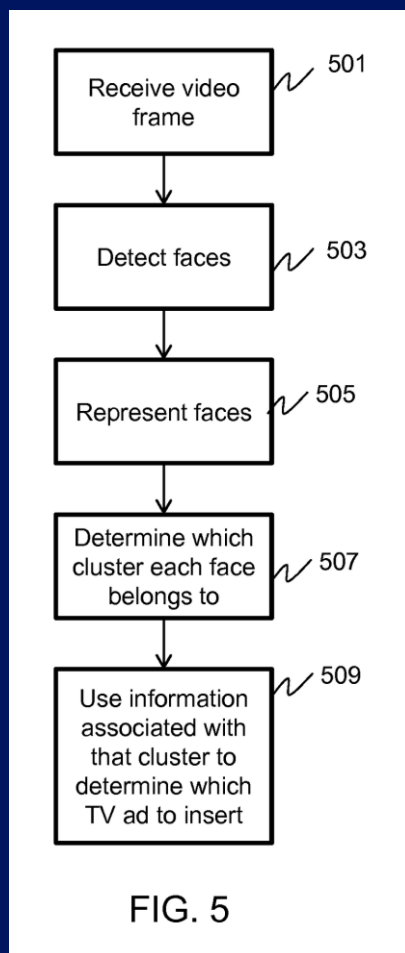 Receive video
frame
501
Detect faces
503
Represent faces
505
Determine which
cluster each face
belongs to
507
Use information
associated with
that cluster to
determine which
TV ad to insert
509
FIG. 5